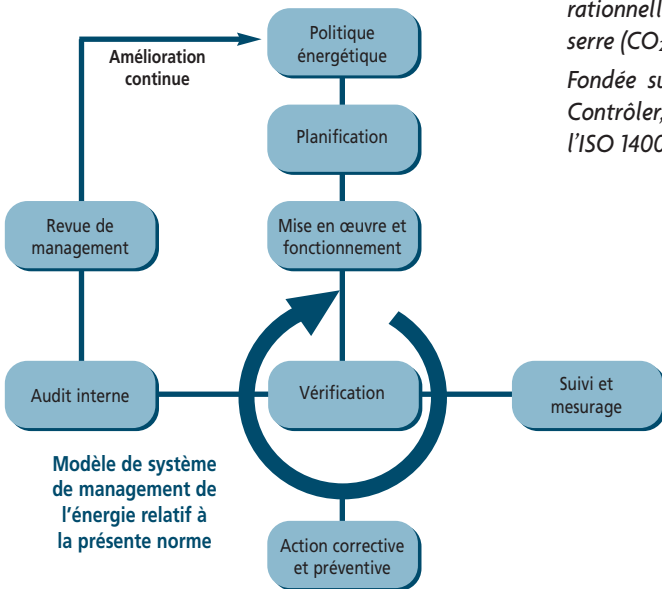 rationnell
serre (CO₂
Fondée su
Contrôler,
l'ISO 1400
Politique
énergétique
Amélioration
continue
Planification
Revue de
management
Mise en œuvre et
fonctionnement
Audit interne
Vérification
Suivi et
mesurage
Modèle de système
de management de
l'énergie relatif à
la présente norme
Action corrective
et préventive